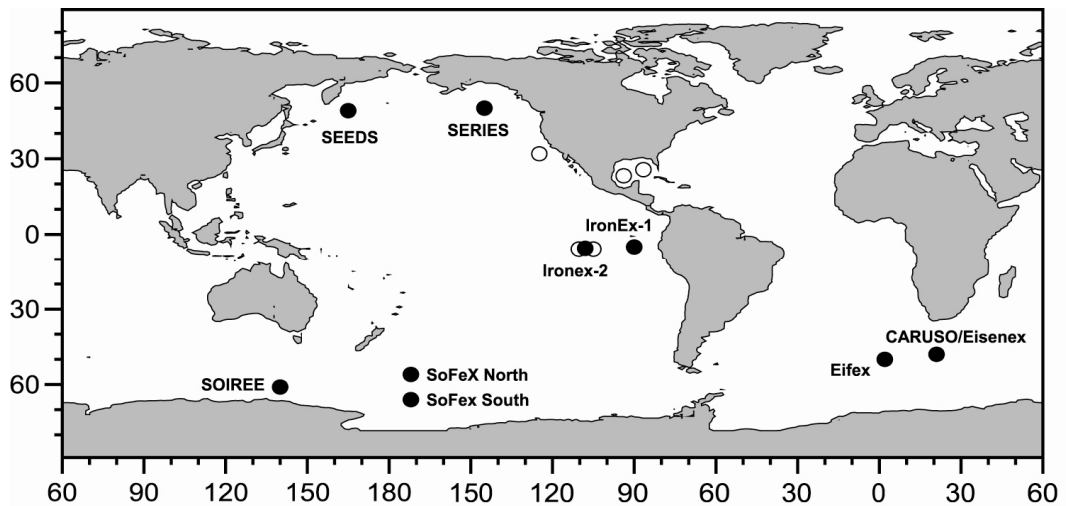 60
SEEDS
SERIES
30
IronEx-1
0
Ironex-2
30
CARUSO/Eisenex
Eifex
SoFeX North
SOIREE
60
SoFex South
60 90 120 150 180 150 120 90 60 30 0 30 60